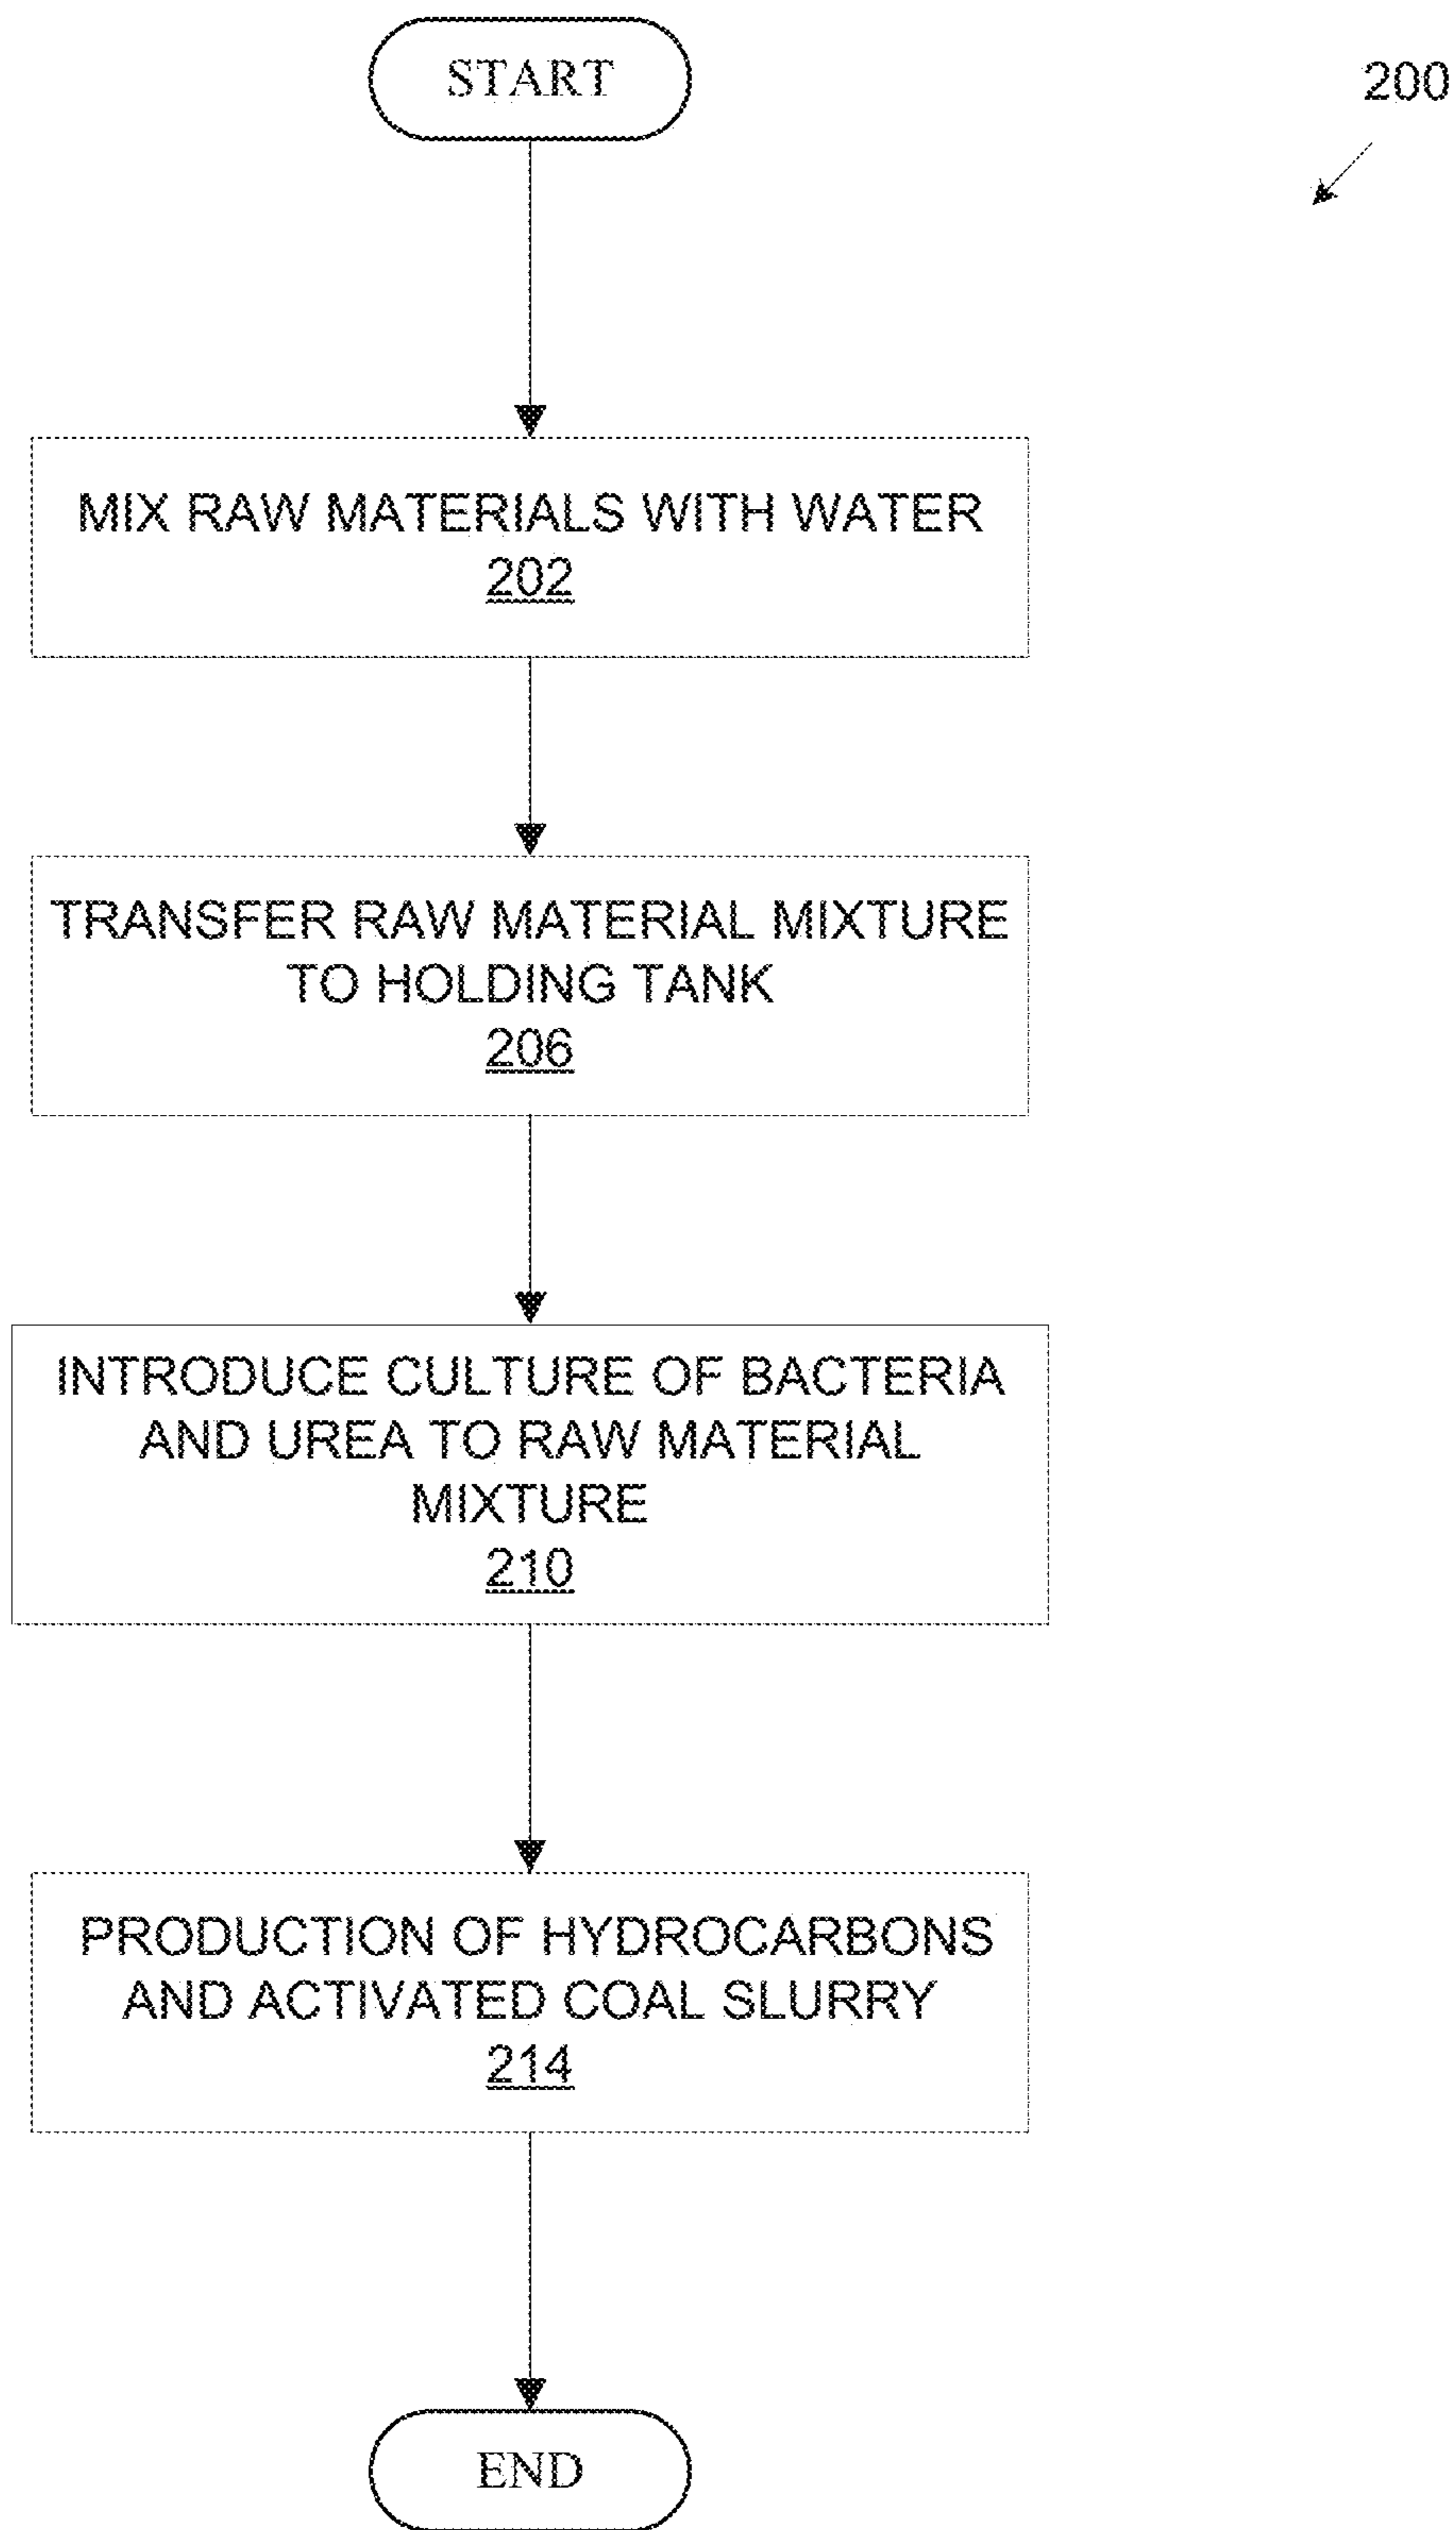 START
200
MIX RAW MATERIALS WITH WATER
202
TRANSFER RAW MATERIAL MIXTURE
TO HOLDING TANK
206
INTRODUCE CULTURE OF BACTERIA
AND UREA TO RAW MATERIAL
MIXTURE
210
PRODUCTION OF HYDROCARBONS
AND ACTIVATED COAL SLURRY
214
END